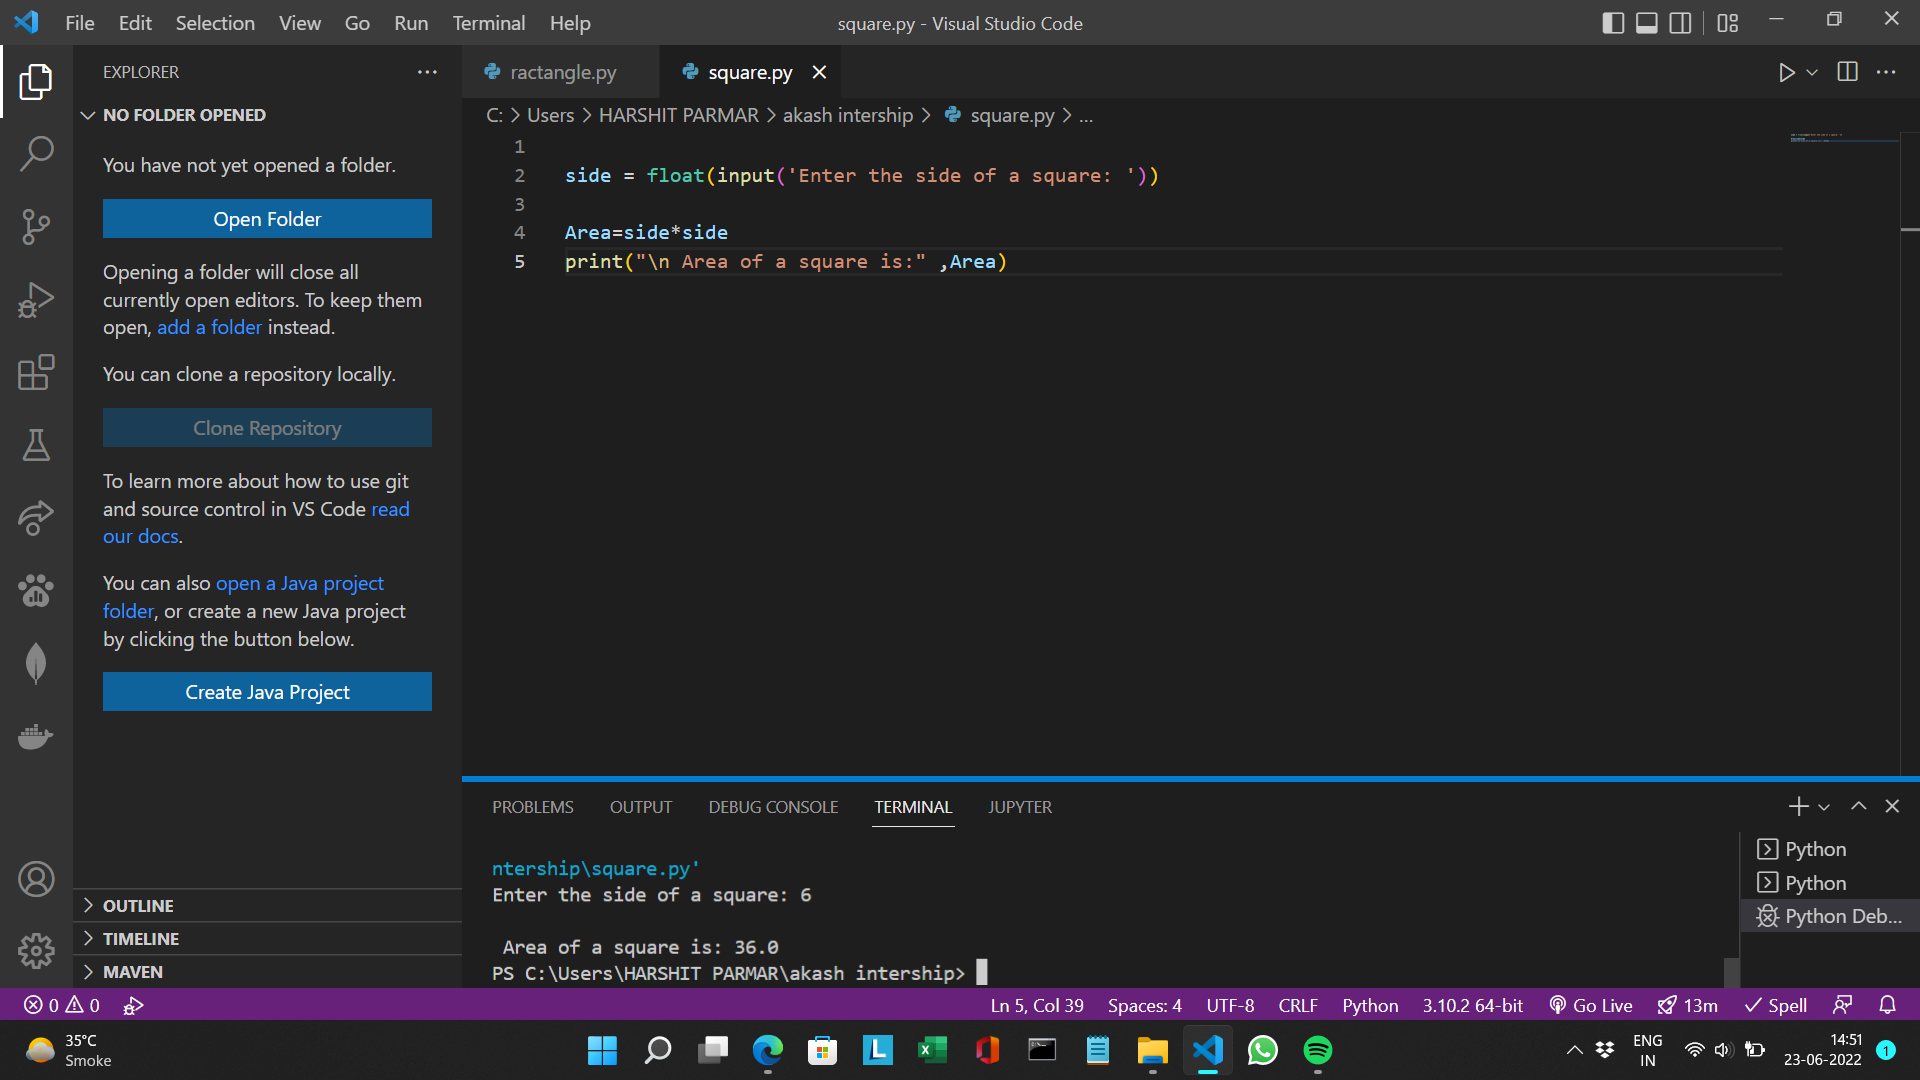 File Edit Selection View Go Run Terminal Help
square.py - Visual Studio Code
EXPLORER
NO FOLDER OPENED
You have not yet opened a folder.
Open Folder
Opening a folder will close all
currently open editors. To keep them
open, add a folder instead.
You can clone a repository locally.
Clone Repository
To learn more about how to use git
and source control in VS Code read
our docs.
You can also open a Java project
folder, or create a new Java project
by clicking the button below.
Create Java Project
OUTLINE
TIMELINE
MAVEN
ractangle.py
square.py
C: > Users > HARSHIT PARMAR > akash intership > square.py > ...
1
2 side = float(input('Enter the side of a square: '))
3
4 Area=side*side
5 print("\n Area of a square is:" ,Area)
PROBLEMS OUTPUT DEBUG CONSOLE TERMINAL JUPYTER
ntership\square.py'
Enter the side of a square: 6
Area of a square is: 36.0
PS C:\Users\HARSHIT PARMAR\akash intership>
Python
Python
Python Deb...
0 0
Ln 5, Col 39 Spaces: 4 UTF-8 CRLF Python 3.10.2 64-bit Go Live 13m Spell
35°C
Smoke
L
ENG
IN
14:51
23-06-2022
1